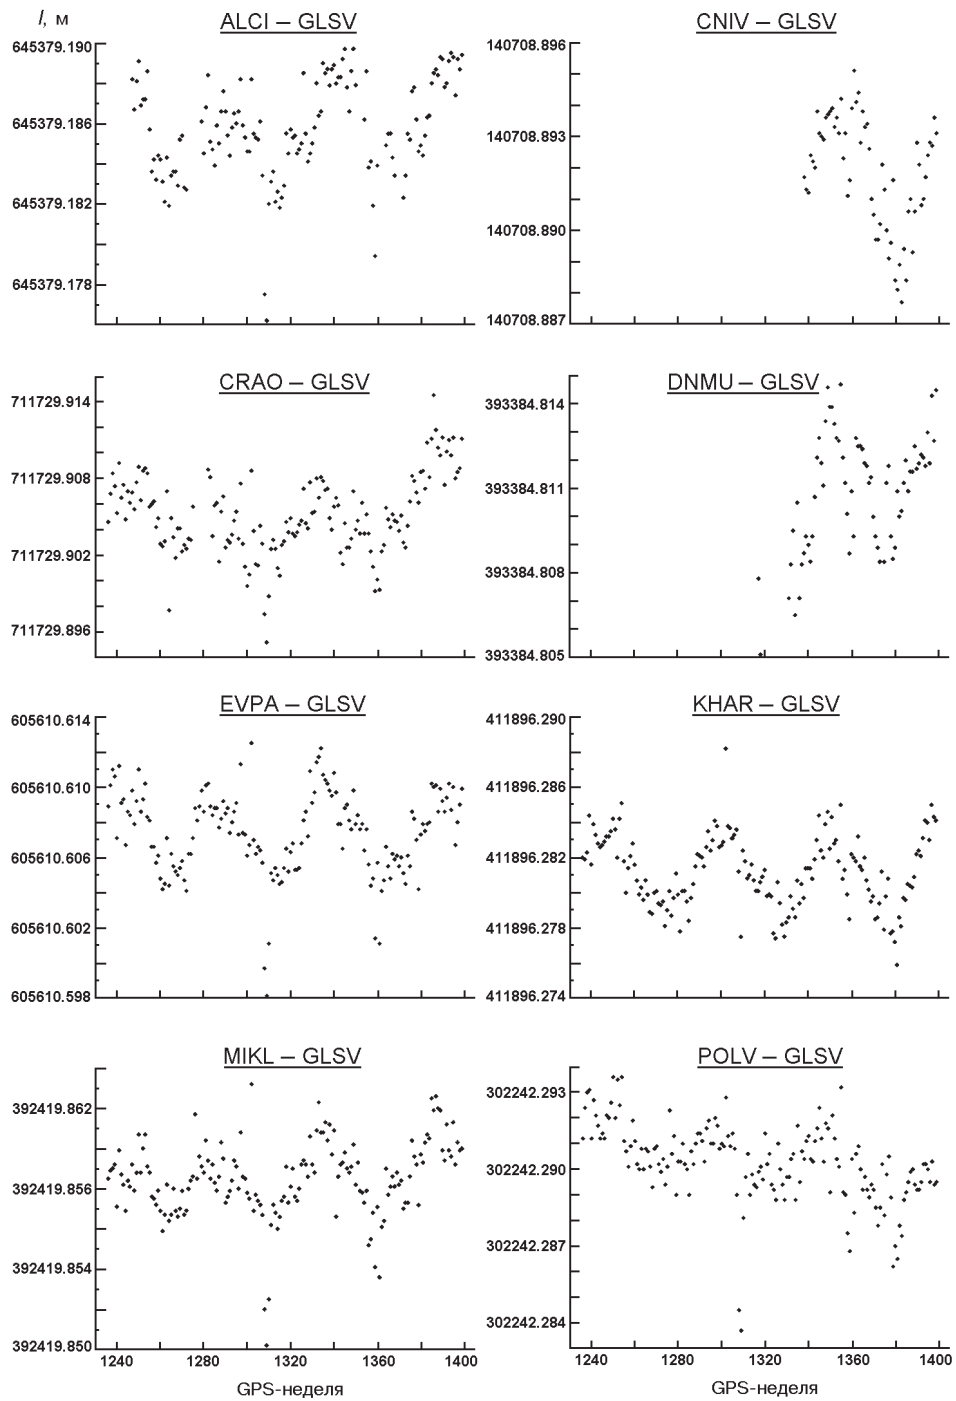 l, м
ALCI – GLSV
645379.190
645379.186
645379.182
645379.178
CNIV – GLSV
140708.896
140708.893
140708.890
140708.887
CRAO – GLSV
711729.914
711729.908
711729.902
711729.896
DNMU – GLSV
393384.814
393384.811
393384.808
393384.805
EVPA – GLSV
605610.614
605610.610
605610.606
605610.602
605610.598
KHAR – GLSV
411896.290
411896.286
411896.282
411896.278
411896.274
MIKL – GLSV
392419.862
392419.856
392419.854
392419.850
1240 1280 1320 1360 1400
GPS-неделя
POLV – GLSV
302242.293
302242.290
302242.287
302242.284
1240 1280 1320 1360 1400
GPS-неделя